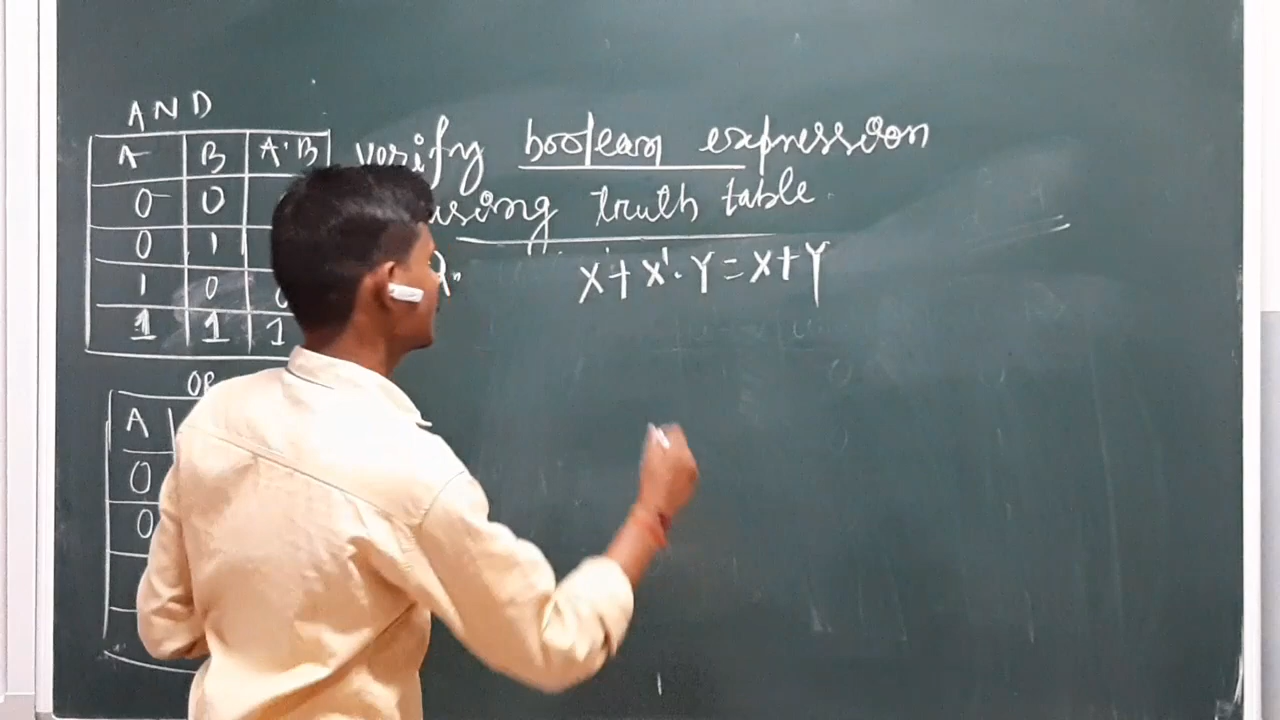 AND
A B A·B
0 0
0 1
1 0 0
1 1 1
OR
A
0
0
verify boolean expression
using truth table
Q. X + X'·Y = X + Y